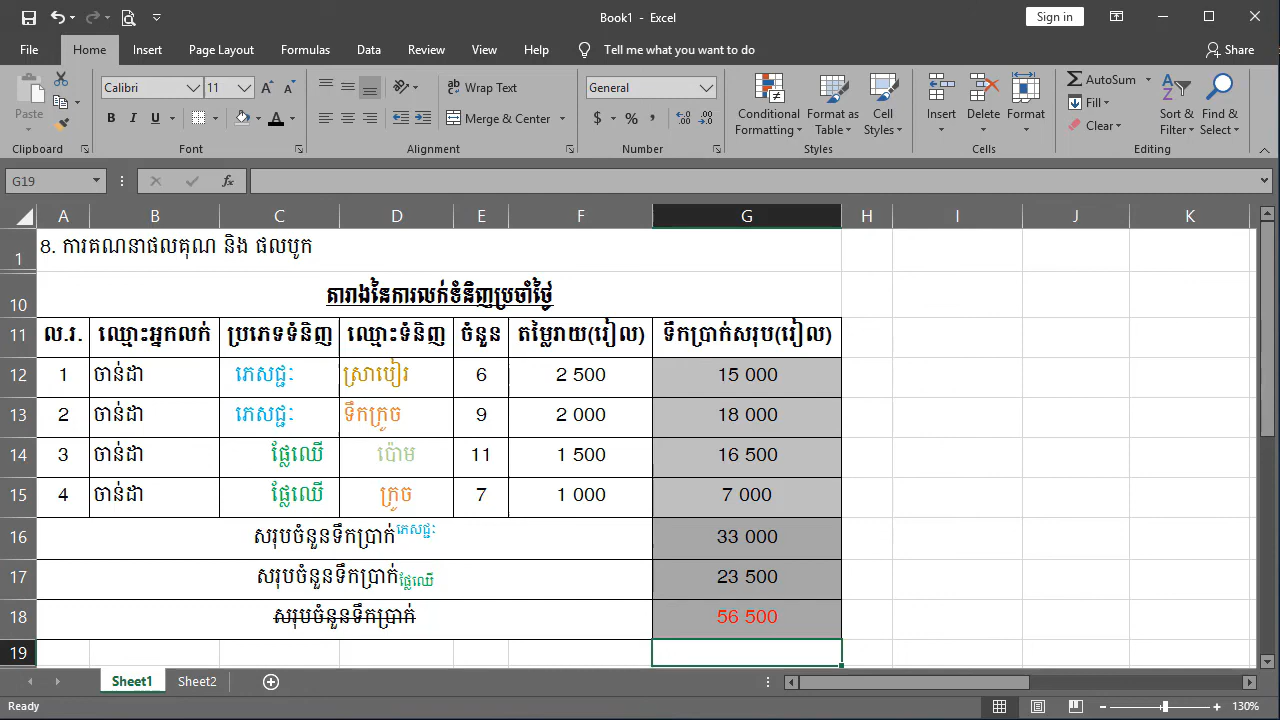 Book1 - Excel
Sign in
File Home Insert Page Layout Formulas Data Review View Help Tell me what you want to do Share
Paste
Calibri 11
B I U
Wrap Text
Merge & Center
General
$ % ,
Conditional Formatting
Format as Table
Cell Styles
Insert
Delete
Format
AutoSum
Fill
Clear
Sort & Filter
Find & Select
Clipboard Font Alignment Number Styles Cells Editing
G19 fx
A B C D E F G H I J K
1 8. ការគណនាផលគុណ និង ផលបូក
10 តារាងនៃការលក់ទំនិញប្រចាំថ្ងៃ
11 ល.រ. ឈ្មោះអ្នកលក់ ប្រភេទទំនិញ ឈ្មោះទំនិញ ចំនួន តម្លៃរាយ(រៀល) ទឹកប្រាក់សរុប(រៀល)
12 1 ចាន់ដា ភេសជ្ជៈ ស្រាបៀរ 6 2 500 15 000
13 2 ចាន់ដា ភេសជ្ជៈ ទឹកក្រូច 9 2 000 18 000
14 3 ចាន់ដា ផ្លែឈើ ប៉ោម 11 1 500 16 500
15 4 ចាន់ដា ផ្លែឈើ ក្រូច 7 1 000 7 000
16 សរុបចំនួនទឹកប្រាក់ភេសជ្ជៈ 33 000
17 សរុបចំនួនទឹកប្រាក់ផ្លែឈើ 23 500
18 សរុបចំនួនទឹកប្រាក់ 56 500
19
Sheet1 Sheet2
Ready 130%